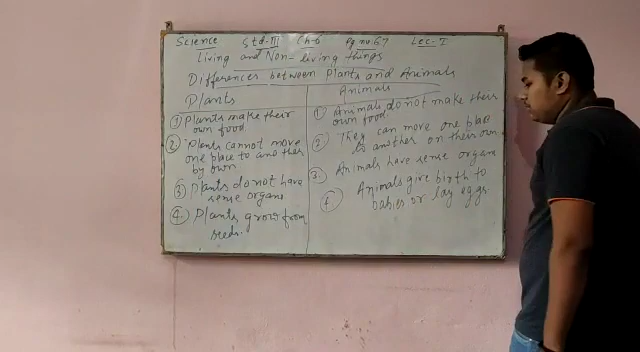 Science Std-III Ch-6 Pg.no.67 Lec-I
Living and Non-living things
Differences between Plants and Animals
Plants
① Plants make their
own food.
② Plants cannot move
one place to another
by own.
③ Plants do not have
sense organs
④ Plants grow from
seeds.
Animals
① Animals do not make their
own food.
② They can move one place
to another on their own
③ Animals have sense organs
④ Animals give birth to
babies or lay eggs.